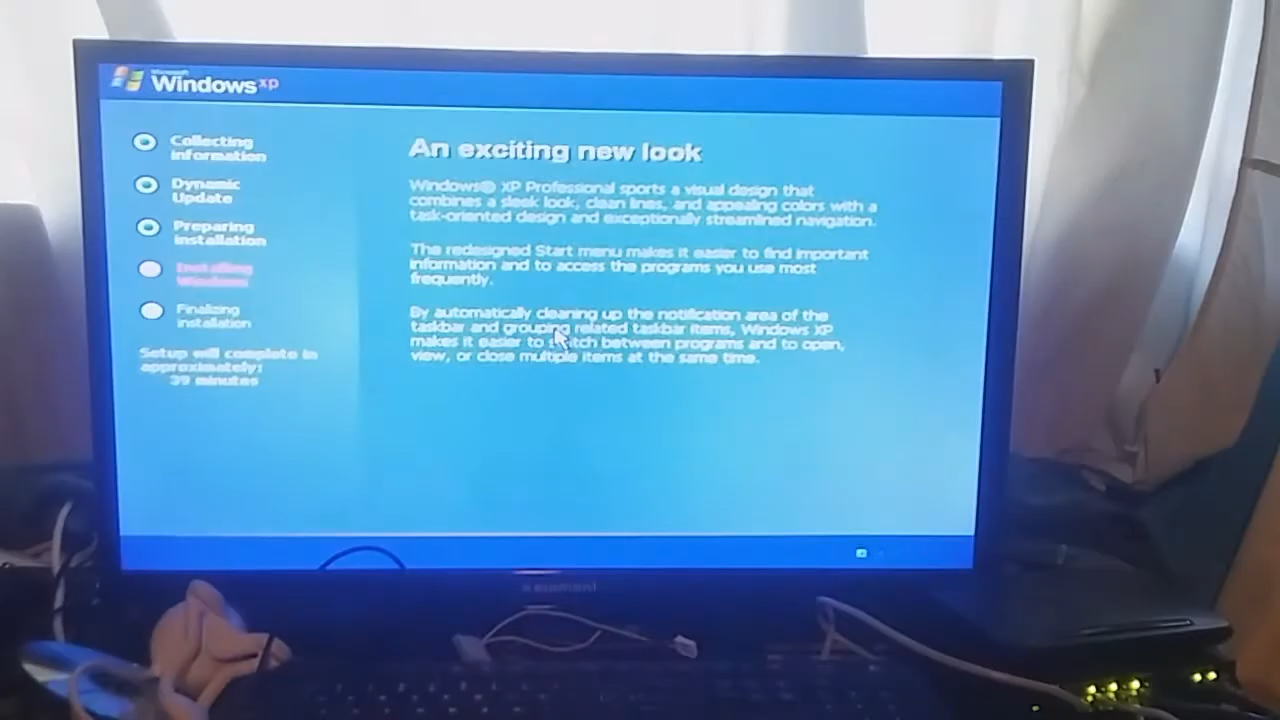 Microsoft
Windows xp
Collecting
information
Dynamic
Update
Preparing
installation
Installing
Windows
Finalizing
installation
Setup will complete in
approximately:
39 minutes
An exciting new look
Windows® XP Professional sports a visual design that
combines a sleek look, clean lines, and appealing colors with a
task-oriented design and exceptionally streamlined navigation.
The redesigned Start menu makes it easier to find important
information and to access the programs you use most
frequently.
By automatically cleaning up the notification area of the
taskbar and grouping related taskbar items, Windows XP
makes it easier to switch between programs and to open,
view, or close multiple items at the same time.